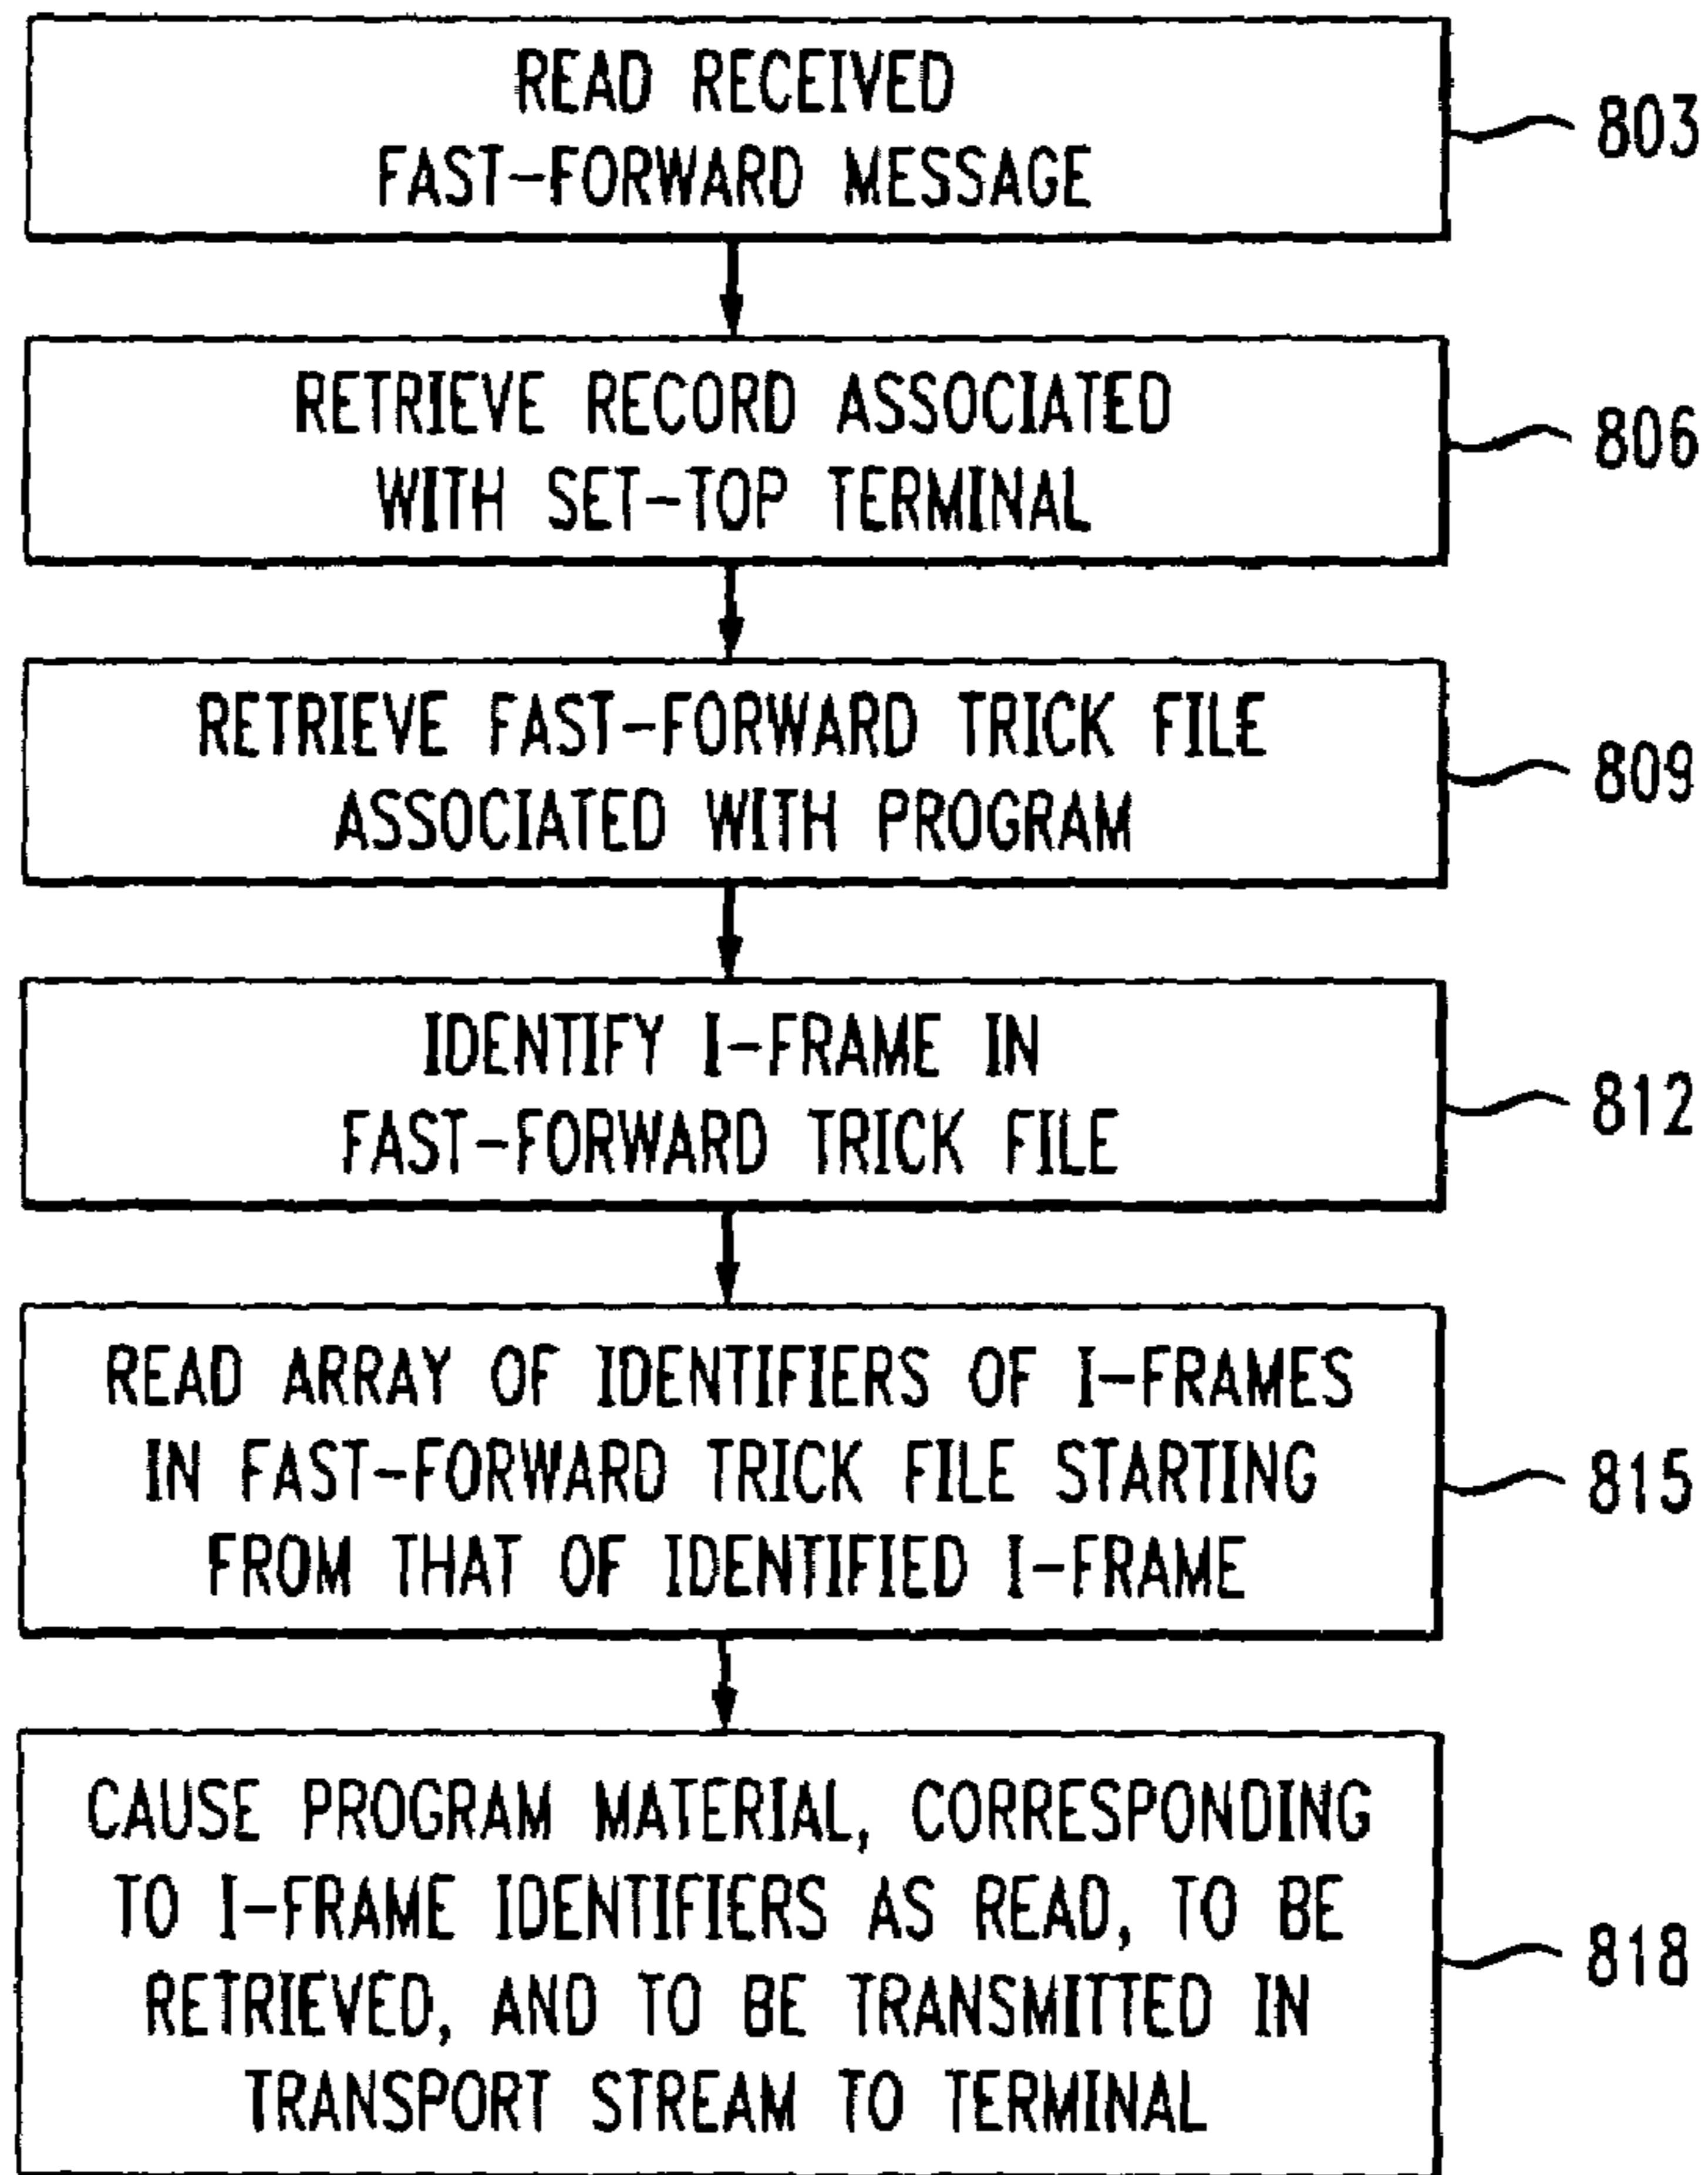 READ RECEIVED
FAST-FORWARD MESSAGE
803
RETRIEVE RECORD ASSOCIATED
WITH SET-TOP TERMINAL
806
RETRIEVE FAST-FORWARD TRICK FILE
ASSOCIATED WITH PROGRAM
809
IDENTIFY I-FRAME IN
FAST-FORWARD TRICK FILE
812
READ ARRAY OF IDENTIFIERS OF I-FRAMES
IN FAST-FORWARD TRICK FILE STARTING
FROM THAT OF IDENTIFIED I-FRAME
815
CAUSE PROGRAM MATERIAL, CORRESPONDING
TO I-FRAME IDENTIFIERS AS READ, TO BE
RETRIEVED, AND TO BE TRANSMITTED IN
TRANSPORT STREAM TO TERMINAL
818